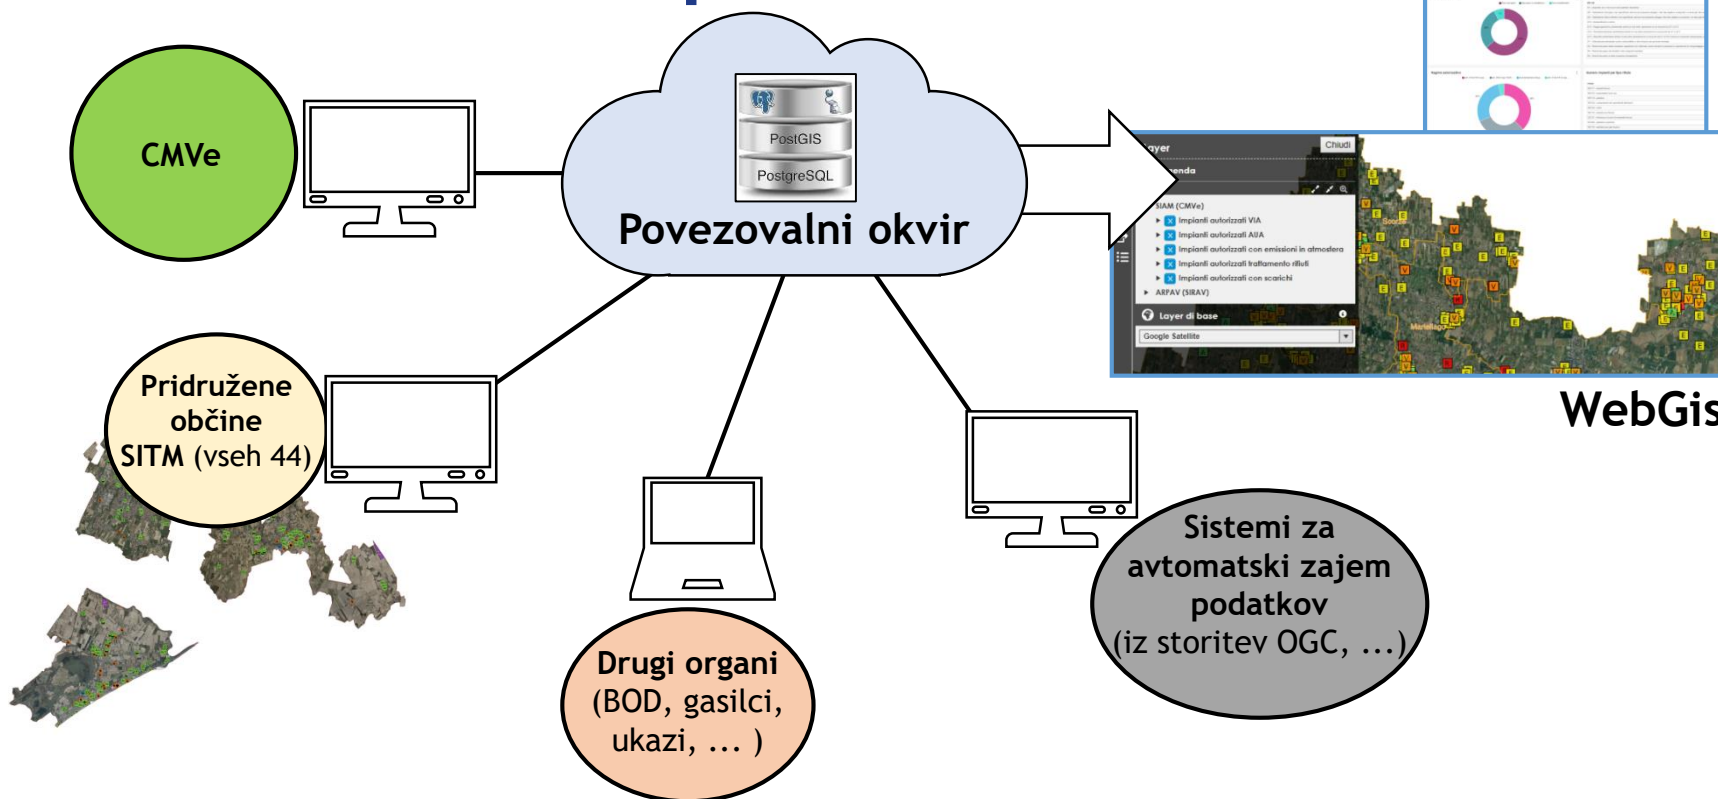 CMVe
PostGIS
PostgreSQL
Povezovalni okvir
Chiudi
SIAM (CMVe)
Impianti autorizzati VIA
Impianti autorizzati AUA
Impianti autorizzati con emissioni in atmosfera
Impianti autorizzati trattamento rifiuti
Impianti autorizzati con scarichi
ARPAV (SIRAV)
Layer di base
Google Satellite
WebGis
Pridružene
občine
SITM (vseh 44)
Drugi organi
(BOD, gasilci,
ukazi, ... )
Sistemi za
avtomatski zajem
podatkov
(iz storitev OGC, ...)